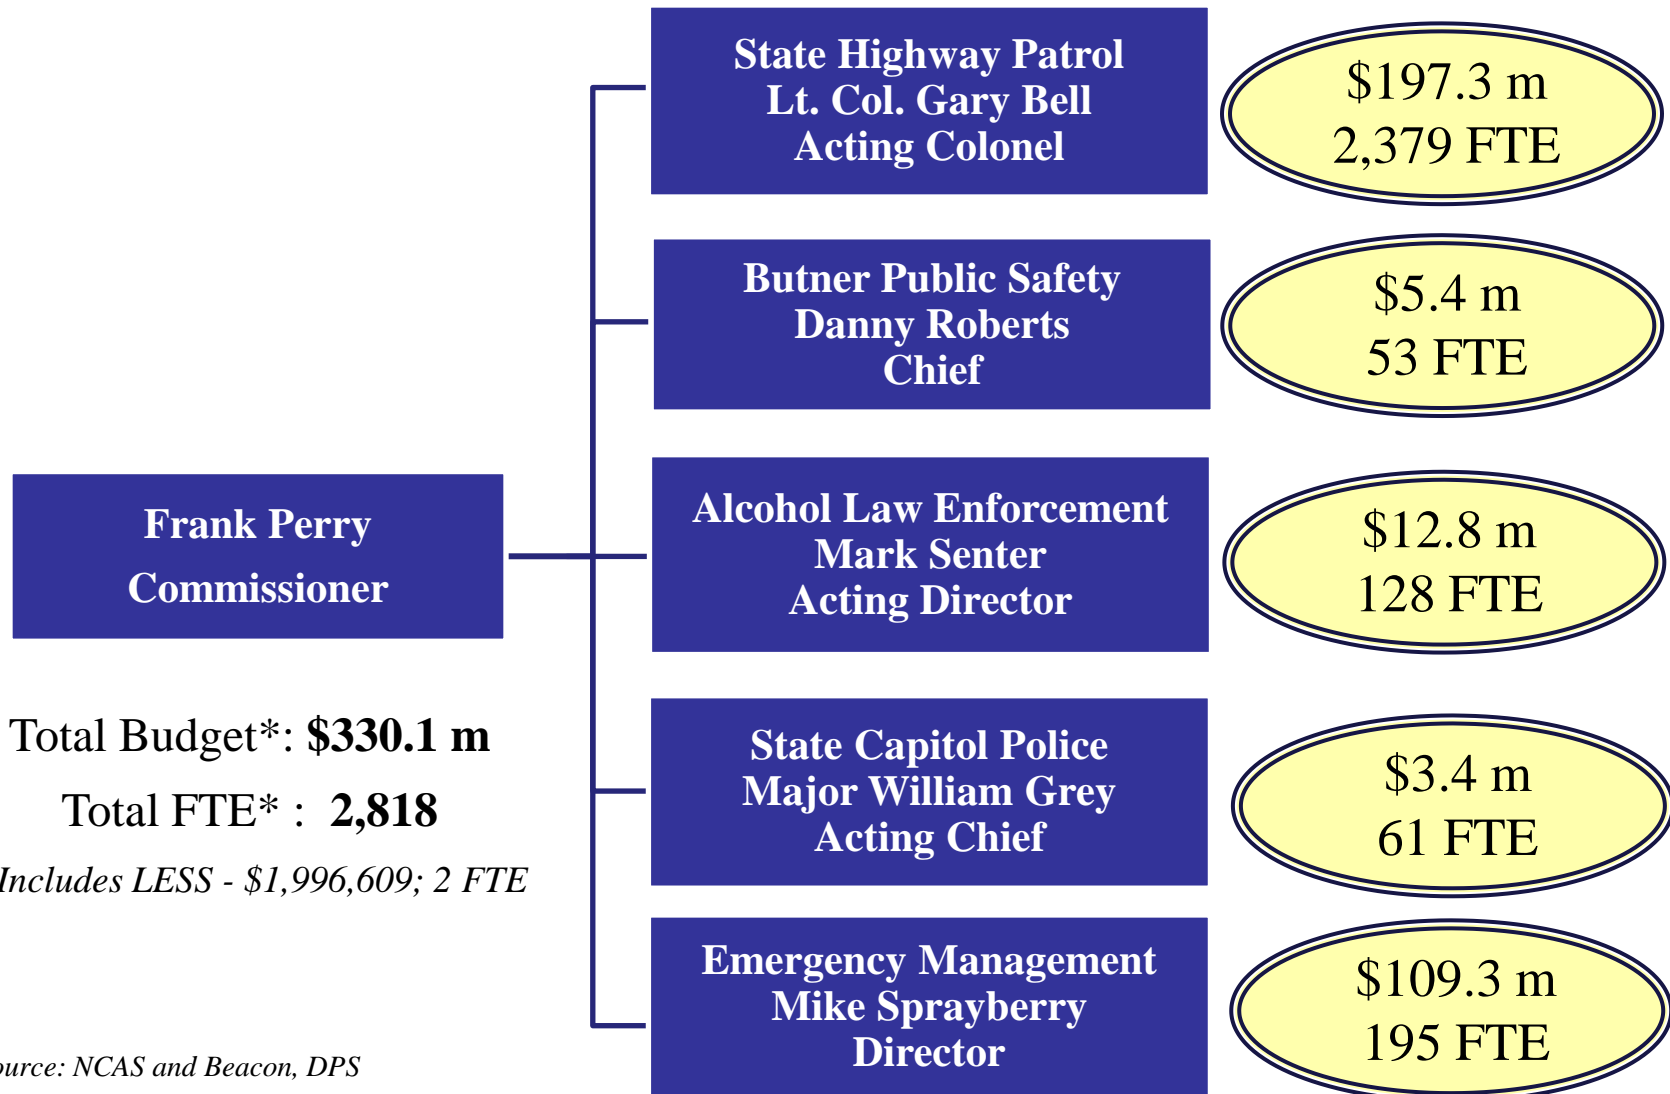 State Highway Patrol
Lt. Col. Gary Bell
Acting Colonel
$197.3 m
2,379 FTE
Butner Public Safety
Danny Roberts
Chief
$5.4 m
53 FTE
Frank Perry
Commissioner
Alcohol Law Enforcement
Mark Senter
Acting Director
$12.8 m
128 FTE
Total Budget*: $330.1 m
Total FTE* : 2,818
Includes LESS - $1,996,609; 2 FTE
State Capitol Police
Major William Grey
Acting Chief
$3.4 m
61 FTE
Emergency Management
Mike Sprayberry
Director
$109.3 m
195 FTE
ource: NCAS and Beacon, DPS